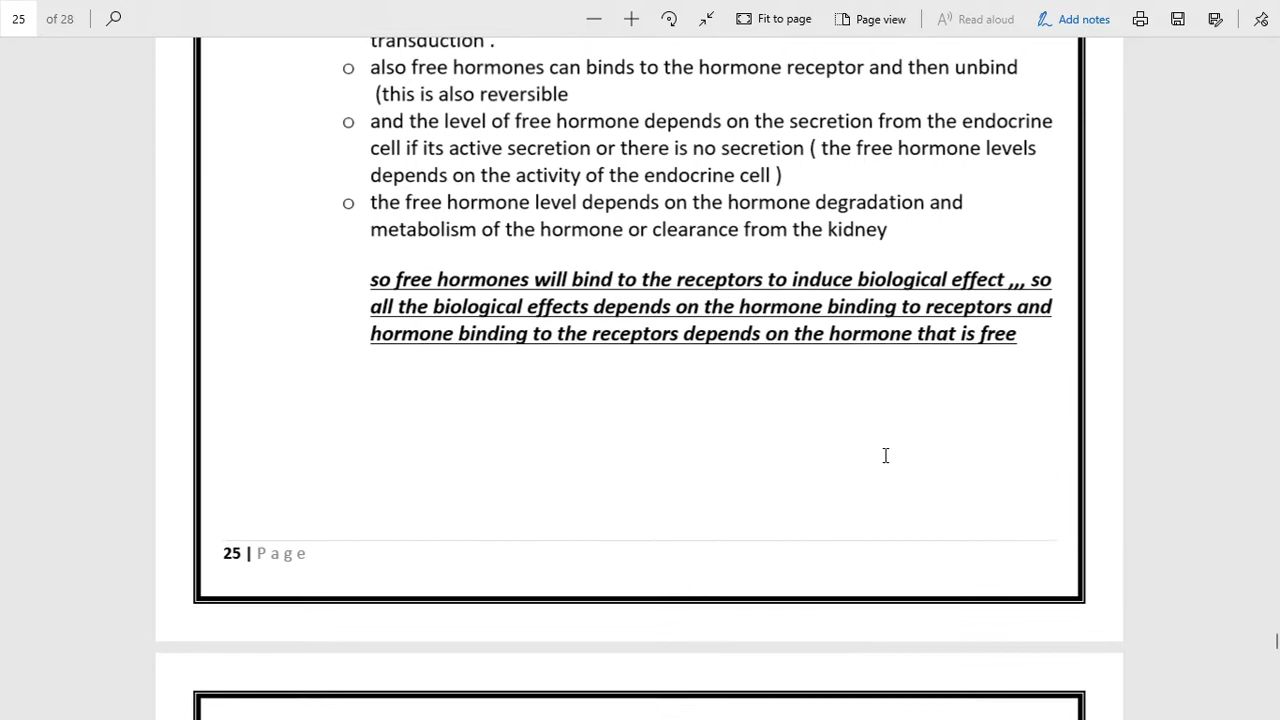 25 of 28 Fit to page Page view A Read aloud Add notes
transduction .
o also free hormones can binds to the hormone receptor and then unbind
(this is also reversible
o and the level of free hormone depends on the secretion from the endocrine
cell if its active secretion or there is no secretion ( the free hormone levels
depends on the activity of the endocrine cell )
o the free hormone level depends on the hormone degradation and
metabolism of the hormone or clearance from the kidney
so free hormones will bind to the receptors to induce biological effect ,,, so
all the biological effects depends on the hormone binding to receptors and
hormone binding to the receptors depends on the hormone that is free
25 | P a g e